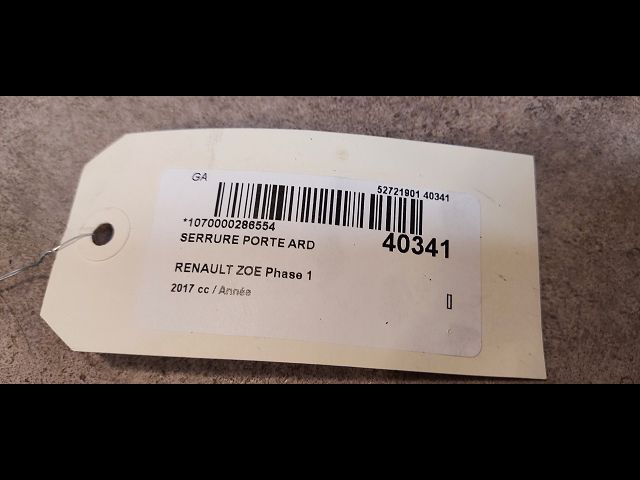 GA
52721901 40341
*1070000286554
40341
SERRURE PORTE ARD
RENAULT ZOE Phase 1
2017 cc / Année